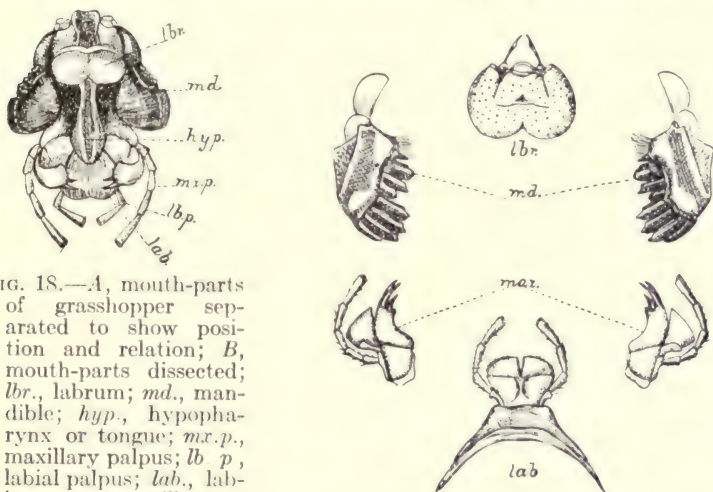 lbr.
md.
hyp.
mx.p.
lbp.
lab.
IG. 18.—A, mouth-parts
of grasshopper sep-
arated to show posi-
tion and relation; B,
mouth-parts dissected;
lbr., labrum; md., man-
dible; hyp., hypopha-
rynx or tongue; mx.p.,
maxillary palpus; lb p ,
labial palpus; lab., lab-
lbr.
md.
max.
lab